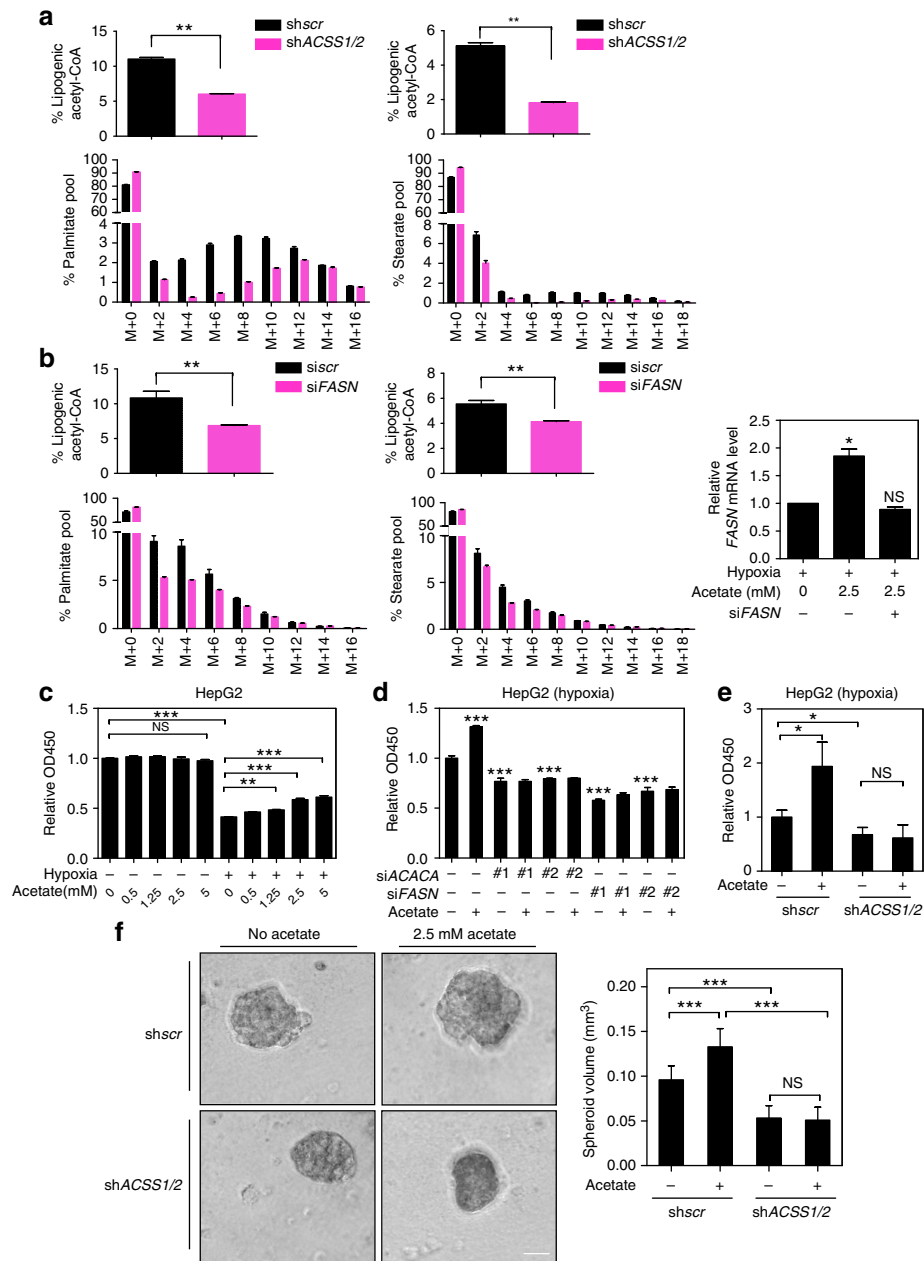 a
shscr
shACSS1/2
**
% Lipogenic acetyl-CoA
15
10
5
0
**
% Lipogenic acetyl-CoA
6
4
2
0
% Palmitate pool
100
90
80
70
60
4
3
2
1
0
M+0 M+2 M+4 M+6 M+8 M+10 M+12 M+14 M+16
% Stearate pool
100
90
80
70
60
8
6
4
2
0
M+0 M+2 M+4 M+6 M+8 M+10 M+12 M+14 M+16 M+18
b
siscr
siFASN
**
% Lipogenic acetyl-CoA
15
10
5
0
**
% Lipogenic acetyl-CoA
6
4
2
0
% Palmitate pool
100
50
10
5
0
M+0 M+2 M+4 M+6 M+8 M+10 M+12 M+14 M+16
% Stearate pool
100
50
10
5
0
M+0 M+2 M+4 M+6 M+8 M+10 M+12 M+14 M+16 M+18
Relative
FASN mRNA level
2.5
2.0
1.5
1.0
0.5
0.0
*
NS
Hypoxia + + +
Acetate (mM) 0 2.5 2.5
siFASN – – +
c
HepG2
Relative OD450
1.5
1.0
0.5
0.0
***
NS
***
***
**
Hypoxia – – – – – + + + + +
Acetate(mM) 0 0.5 1.25 2.5 5 0 0.5 1.25 2.5 5
d
HepG2 (hypoxia)
Relative OD450
1.5
1.0
0.5
0.0
*** *** *** *** ***
siACACA – – #1 #1 #2 #2 – – – –
siFASN – – – – – – #1 #1 #2 #2
Acetate – + – + – + – + – +
e
HepG2 (hypoxia)
Relative OD450
3
2
1
0
*
*
NS
Acetate – + – +
shscr shACSS1/2
f
No acetate
2.5 mM acetate
shscr
shACSS1/2
Spheroid volume (mm³)
0.20
0.15
0.10
0.05
0.00
***
*** ***
NS
Acetate – + – +
shscr shACSS1/2